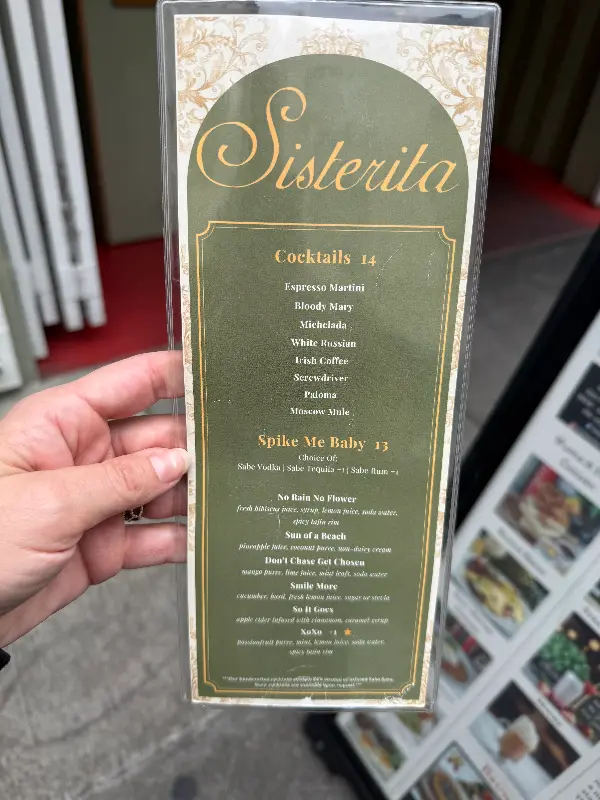 Sisterita
Cocktails 14
Espresso Martini
Bloody Mary
Michelada
White Russian
Irish Coffee
Screwdriver
Paloma
Moscow Mule
Spike Me Baby 13
Choice Of:
Sabe Vodka | Sabe Tequila +1 | Sabe Rum +1
No Rain No Flower
fresh hibiscus juice, syrup, lemon juice, soda water,
spicy tajin rim
Sun of a Beach
pineapple juice, coconut puree, non-dairy cream
Don't Chase Get Chosen
mango puree, lime juice, mint leafs, soda water
Smile More
cucumber, basil, fresh lemon juice, sugar or stevia
So it Goes
apple cider infused with cinnamon, caramel syrup
XoXo +1
passionfruit puree, mint, lemon juice, soda water,
spicy tajin rim